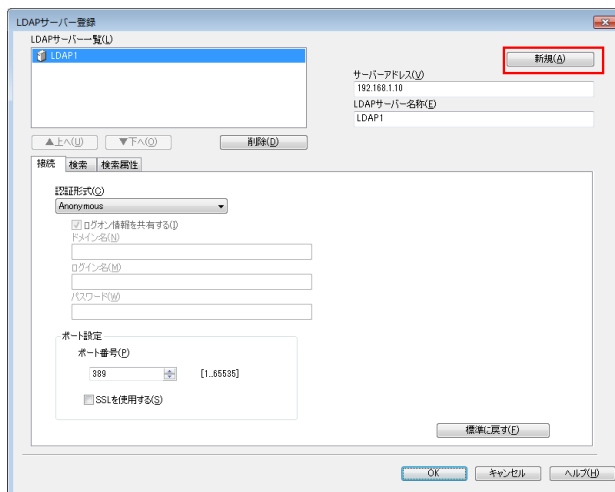 LDAPサーバー登録
LDAPサーバー一覧(L)
LDAP1
新規(A)
サーバーアドレス(V)
192.168.1.10
LDAPサーバー名称(E)
LDAP1
▲上へ(U)
▼下へ(O)
削除(D)
接続
検索
検索属性
認証形式(C)
Anonymous
ログオン情報を共有する(I)
ドメイン名(N)
ログイン名(M)
パスワード(W)
ポート設定
ポート番号(P)
389
[1..65535]
SSLを使用する(S)
標準に戻す(F)
OK
キャンセル
ヘルプ(H)